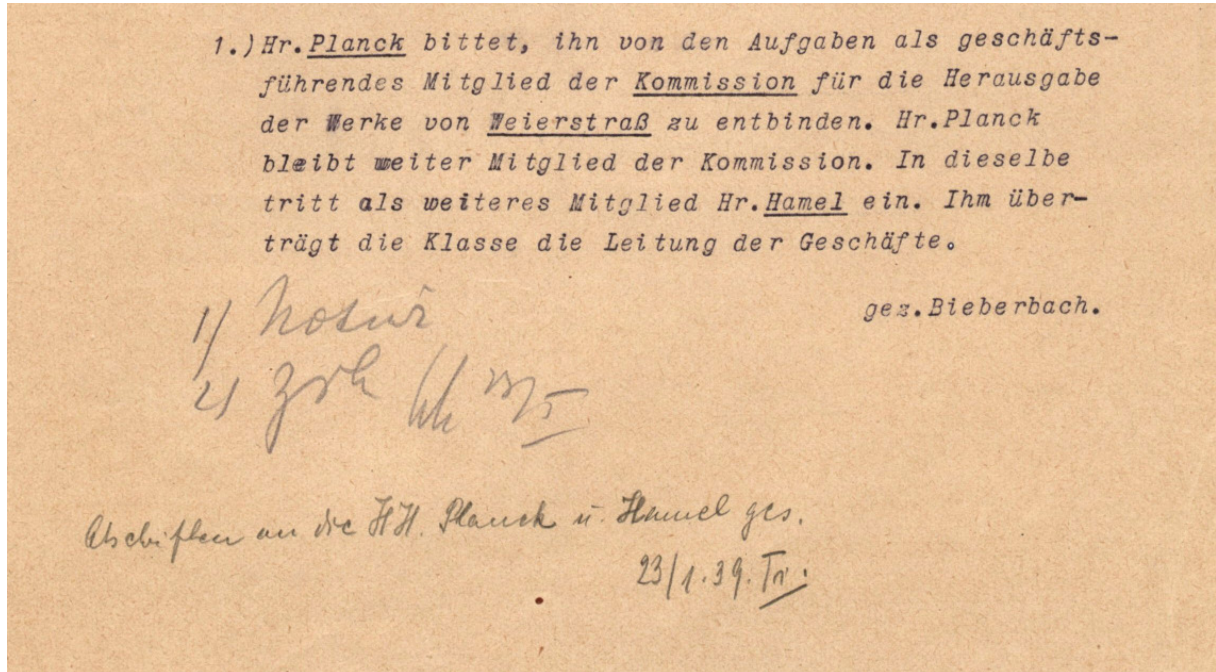 1.) Hr. Planck bittet, ihn von den Aufgaben als geschäfts-
führendes Mitglied der Kommission für die Herausgabe
der Werke von Weierstraß zu entbinden. Hr.Planck
bleibt weiter Mitglied der Kommission. In dieselbe
tritt als weiteres Mitglied Hr.Hamel ein. Ihm über-
trägt die Klasse die Leitung der Geschäfte.
gez.Bieberbach.
1/
2/
Abschriften an die HH. Planck u. Hamel ges.
23/1.39. Tr.